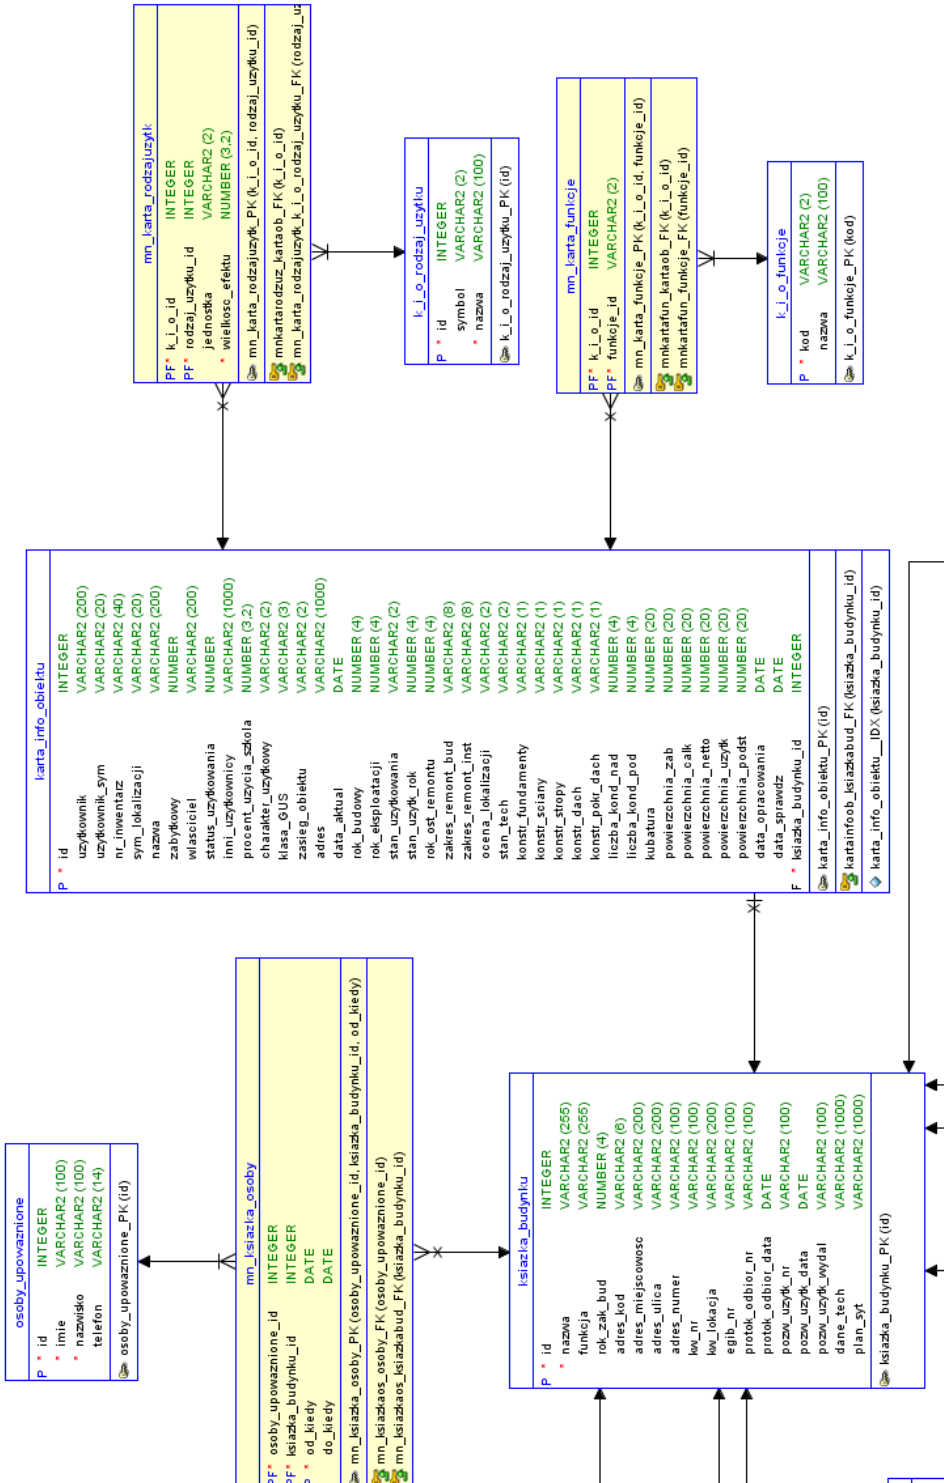 mn_karta_rodzajuzytk
PF* k_i_o_id INTEGER
PF* rodzaj_uzytku_id INTEGER
jednostka VARCHAR2 (2)
* wielkosc_efektu NUMBER (3,2)
mn_karta_rodzajuzytk_PK (k_i_o_id, rodzaj_uzytku_id)
mnkartarodzuz_kartaob_FK (k_i_o_id)
mn_karta_rodzajuzytk_k_i_o_rodzaj_uzytku_FK (rodzaj_uz
k_i_o_rodzaj_uzytku
P * id INTEGER
symbol VARCHAR2 (2)
* nazwa VARCHAR2 (100)
k_i_o_rodzaj_uzytku_PK (id)
mn_karta_funkcje
PF* k_i_o_id INTEGER
PF* funkcje_id VARCHAR2 (2)
mn_karta_funkcje_PK (k_i_o_id, funkcje_id)
mnkartafun_kartaob_FK (k_i_o_id)
mnkartafun_funkcje_FK (funkcje_id)
k_i_o_funkcje
P * kod VARCHAR2 (2)
nazwa VARCHAR2 (100)
k_i_o_funkcje_PK (kod)
karta_info_obiektu
P * id INTEGER
uzytkownik VARCHAR2 (200)
uzytkownik_sym VARCHAR2 (20)
nr_inwentarz VARCHAR2 (40)
sym_lokalizacji VARCHAR2 (20)
nazwa VARCHAR2 (200)
zabytkowy NUMBER
wlasciciel VARCHAR2 (200)
status_uzytkowania NUMBER
inni_uzytkownicy VARCHAR2 (1000)
procent_uzycia_szkola NUMBER (3,2)
charakter_uzytkowy VARCHAR2 (2)
klasa_GUS VARCHAR2 (3)
zasieg_obiektu VARCHAR2 (2)
adres VARCHAR2 (1000)
data_aktual DATE
rok_budowy NUMBER (4)
rok_eksploatacji NUMBER (4)
stan_uzytkowania VARCHAR2 (2)
stan_uzytk_rok NUMBER (4)
rok_ost_remontu NUMBER (4)
zakres_remont_bud VARCHAR2 (8)
zakres_remont_inst VARCHAR2 (8)
ocena_lokalizacji VARCHAR2 (2)
stan_tech VARCHAR2 (2)
konstr_fundamenty VARCHAR2 (1)
konstr_sciany VARCHAR2 (1)
konstr_stropy VARCHAR2 (1)
konstr_dach VARCHAR2 (1)
konstr_pokr_dach VARCHAR2 (1)
liczba_kond_nad NUMBER (4)
liczba_kond_pod NUMBER (4)
kubatura NUMBER (20)
powierzchnia_zab NUMBER (20)
powierzchnia_calk NUMBER (20)
powierzchnia_netto NUMBER (20)
powierzchnia_uzytk NUMBER (20)
powierzchnia_podst NUMBER (20)
data_opracowania DATE
data_sprawdz DATE
F * ksiazka_budynku_id INTEGER
karta_info_obiektu_PK (id)
kartainfoob_ksiazkabud_FK (ksiazka_budynku_id)
karta_info_obiektu__IDX (ksiazka_budynku_id)
osoby_upowaznione
P * id INTEGER
* imie VARCHAR2 (100)
* nazwisko VARCHAR2 (100)
telefon VARCHAR2 (14)
osoby_upowaznione_PK (id)
mn_ksiazka_osoby
PF* osoby_upowaznione_id INTEGER
PF* ksiazka_budynku_id INTEGER
P * od_kiedy DATE
do_kiedy DATE
mn_ksiazka_osoby_PK (osoby_upowaznione_id, ksiazka_budynku_id, od_kiedy)
mn_ksiazkaos_osoby_FK (osoby_upowaznione_id)
mn_ksiazkaos_ksiazkabud_FK (ksiazka_budynku_id)
ksiazka_budynku
P * id INTEGER
* nazwa VARCHAR2 (255)
funkcja VARCHAR2 (255)
rok_zak_bud NUMBER (4)
adres_kod VARCHAR2 (6)
adres_miejscowosc VARCHAR2 (200)
adres_ulica VARCHAR2 (200)
adres_numer VARCHAR2 (100)
kw_nr VARCHAR2 (100)
kw_lokacja VARCHAR2 (200)
egib_nr VARCHAR2 (100)
protok_odbior_nr VARCHAR2 (100)
protok_odbior_data DATE
pozw_uzytk_nr VARCHAR2 (100)
pozw_uzytk_data DATE
pozw_uzytk_wydal VARCHAR2 (100)
dane_tech VARCHAR2 (1000)
plan_syt VARCHAR2 (1000)
ksiazka_budynku_PK (id)